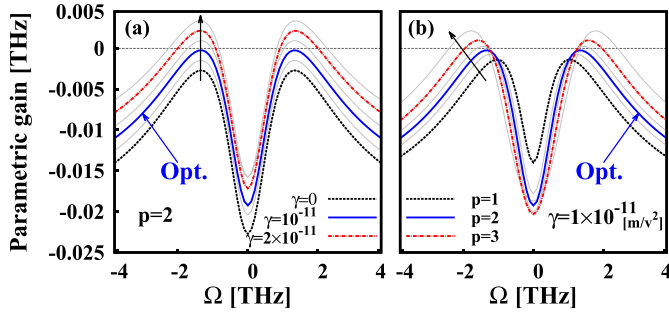 0.005
0
-0.005
-0.01
-0.015
-0.02
-0.025
Parametric gain [THz]
(a)
Opt.
p=2
γ=0
γ=10⁻¹¹
γ=2×10⁻¹¹
-4 -2 0 2 4
Ω [THz]
(b)
Opt.
p=1
p=2
p=3
γ=1×10⁻¹¹ [m/v²]
-4 -2 0 2 4
Ω [THz]